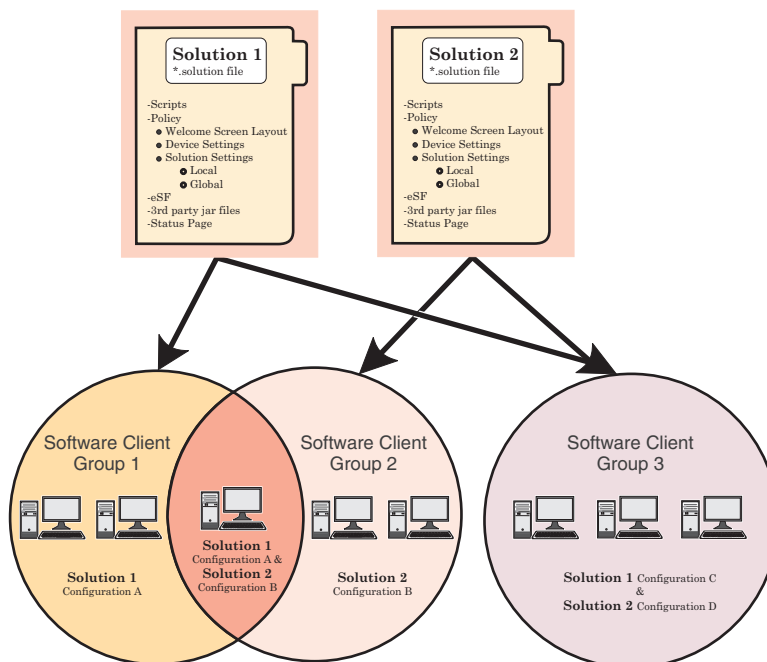 Solution 1
*.solution file
-Scripts
-Policy
● Welcome Screen Layout
● Device Settings
● Solution Settings
○ Local
○ Global
-eSF
-3rd party jar files
-Status Page
Solution 2
*.solution file
-Scripts
-Policy
● Welcome Screen Layout
● Device Settings
● Solution Settings
○ Local
○ Global
-eSF
-3rd party jar files
-Status Page
Software Client
Group 1
Solution 1
Configuration A
Solution 1
Configuration A &
Solution 2
Configuration B
Software Client
Group 2
Solution 2
Configuration B
Software Client
Group 3
Solution 1 Configuration C
&
Solution 2 Configuration D